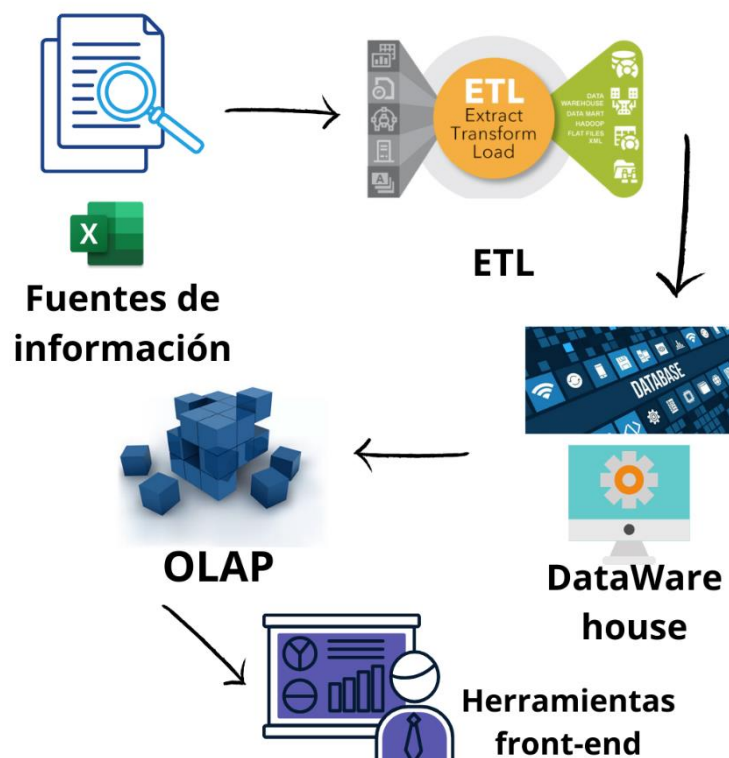 ETL
Extract
Transform
Load
DATA
WAREHOUSE
DATA MART
HADOOP
FLAT FILES
XML
A
X
Fuentes de
información
ETL
DATABASE
OLAP
DataWare
house
Herramientas
front-end